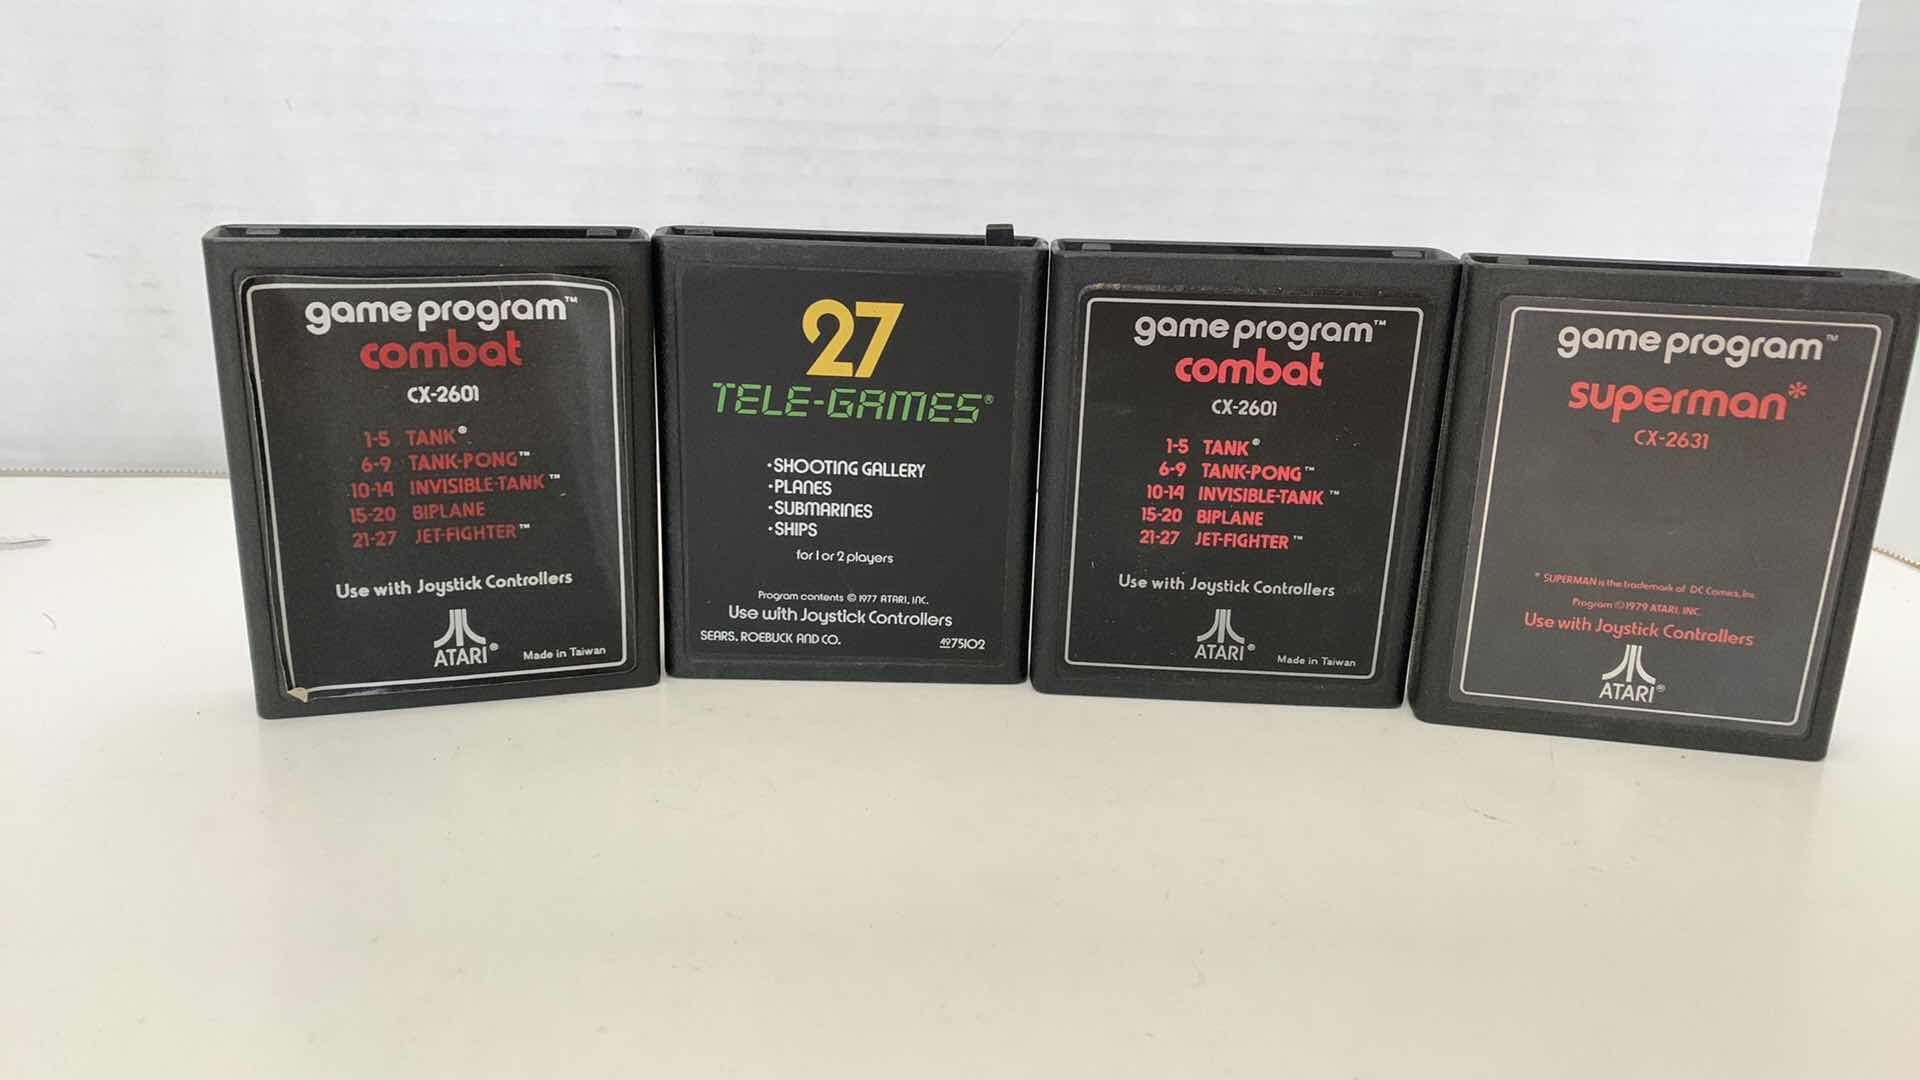 game program™
combat
CX-2601
1-5 TANK®
6-9 TANK-PONG™
10-14 INVISIBLE-TANK™
15-20 BIPLANE
21-27 JET-FIGHTER™
Use with Joystick Controllers
ATARI®
Made in Taiwan
27
TELE-GAMES®
•SHOOTING GALLERY
•PLANES
•SUBMARINES
•SHIPS
for 1 or 2 players
Program contents © 1977 ATARI, INC.
Use with Joystick Controllers
SEARS, ROEBUCK AND CO. 4975102
game program™
combat
CX-2601
1-5 TANK®
6-9 TANK-PONG™
10-14 INVISIBLE-TANK™
15-20 BIPLANE
21-27 JET-FIGHTER™
Use with Joystick Controllers
ATARI®
Made in Taiwan
game program™
superman*
CX-2631
* SUPERMAN is the trademark of DC Comics, Inc.
Program © 1979 ATARI, INC.
Use with Joystick Controllers
ATARI®